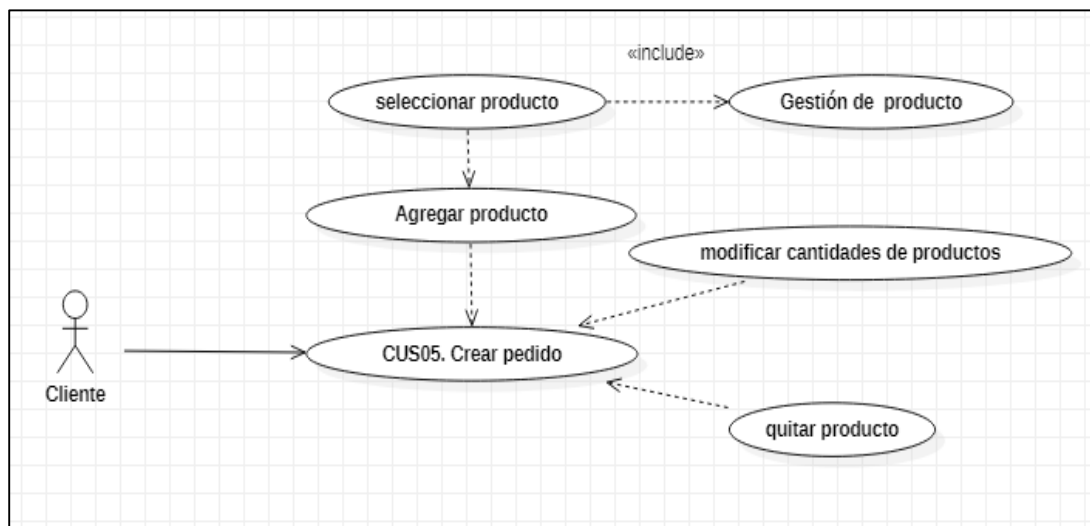 «include»
seleccionar producto
Gestión de producto
Agregar producto
modificar cantidades de productos
CUS05. Crear pedido
Cliente
quitar producto